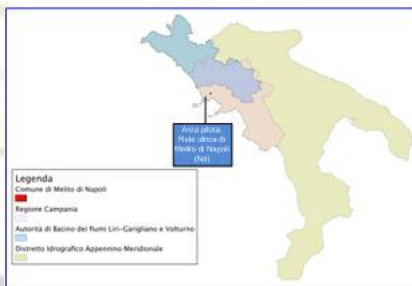 Area pilota:
Rete idrica di
Melito di Napoli
(Na)
Legenda
Comune di Melito di Napoli
Regione Campania
Autorità di Bacino dei fiumi Liri-Garigliano e Volturno
Distretto Idrografico Appennino Meridionale